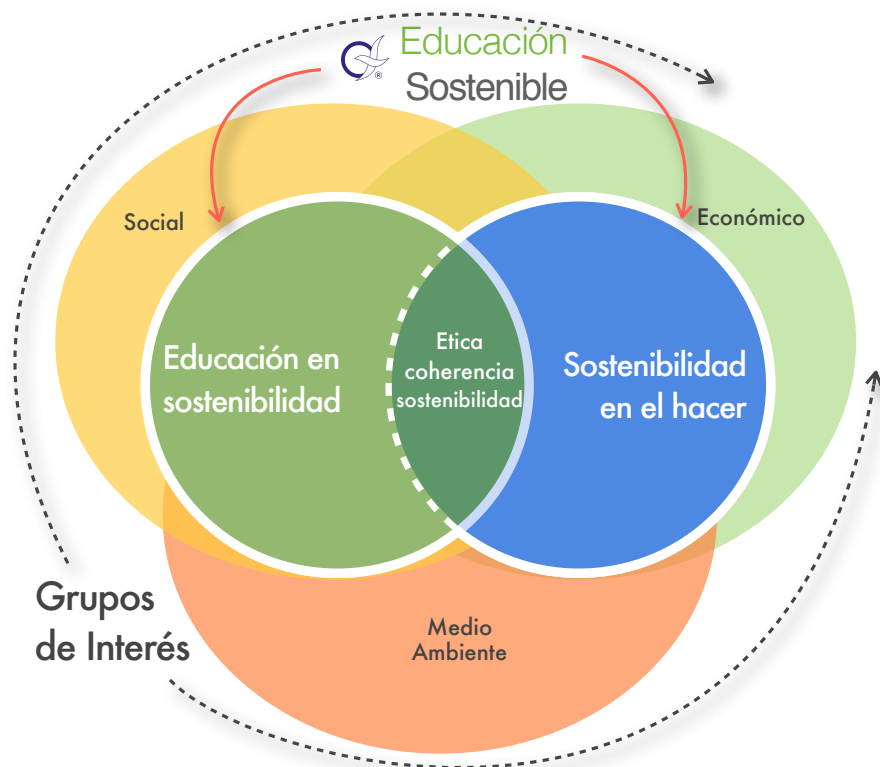 Educación
Sostenible
®
Social
Económico
Educación en
sostenibilidad
Etica
coherencia
sostenibilidad
Sostenibilidad
en el hacer
Grupos
de Interés
Medio
Ambiente